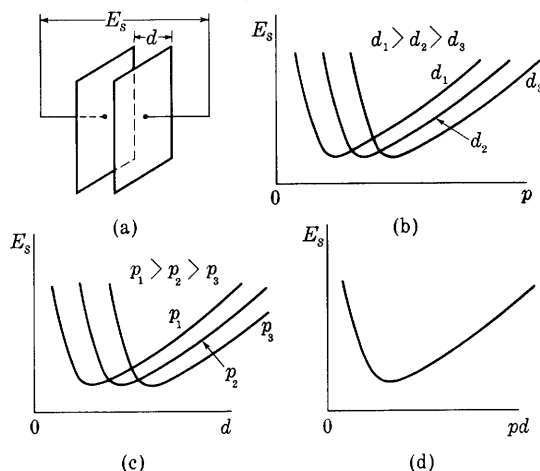 E_s
d
(a)
E_s
d_1 > d_2 > d_3
d_1
d_3
d_2
0
p
(b)
E_s
p_1 > p_2 > p_3
p_1
p_3
p_2
0
d
(c)
E_s
0
pd
(d)